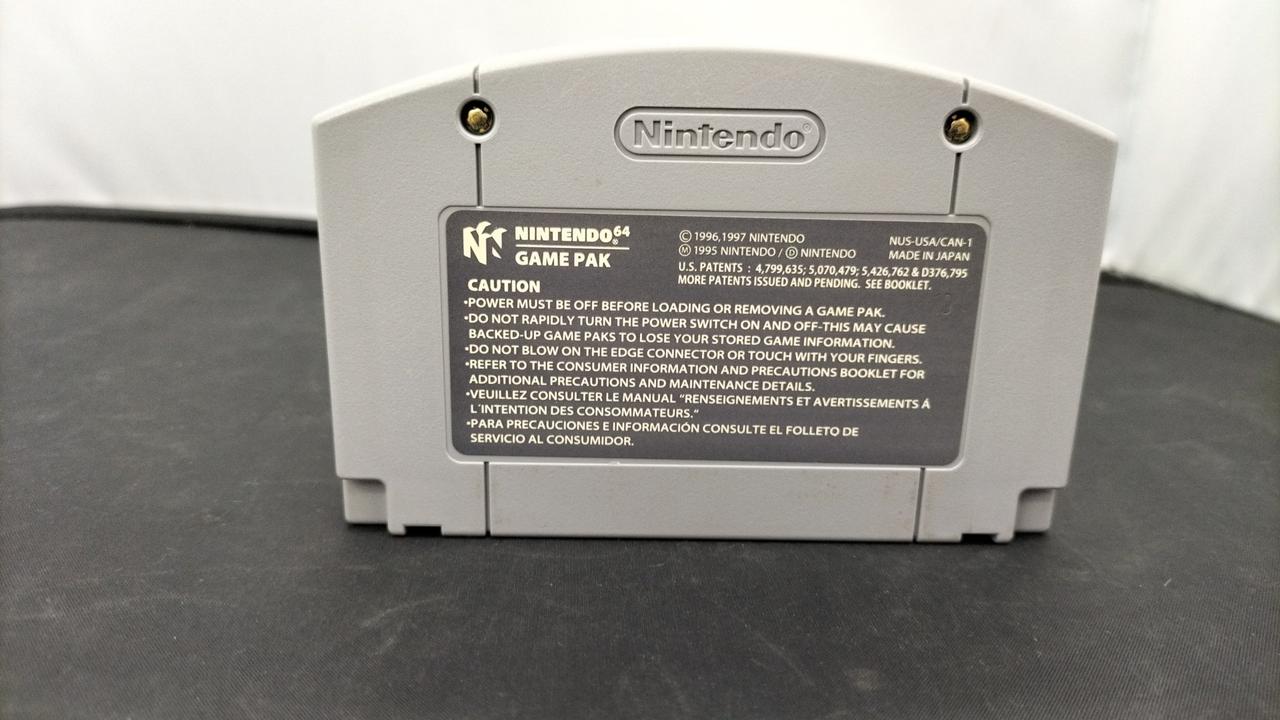 Nintendo®
NINTENDO64®
GAME PAK
© 1996,1997 NINTENDO
Ⓜ 1995 NINTENDO / Ⓓ NINTENDO
NUS-USA/CAN-1
MADE IN JAPAN
U.S. PATENTS : 4,799,635; 5,070,479; 5,426,762 & D376,795
MORE PATENTS ISSUED AND PENDING. SEE BOOKLET.
CAUTION
•POWER MUST BE OFF BEFORE LOADING OR REMOVING A GAME PAK.
•DO NOT RAPIDLY TURN THE POWER SWITCH ON AND OFF-THIS MAY CAUSE
BACKED-UP GAME PAKS TO LOSE YOUR STORED GAME INFORMATION.
•DO NOT BLOW ON THE EDGE CONNECTOR OR TOUCH WITH YOUR FINGERS.
•REFER TO THE CONSUMER INFORMATION AND PRECAUTIONS BOOKLET FOR
ADDITIONAL PRECAUTIONS AND MAINTENANCE DETAILS.
•VEUILLEZ CONSULTER LE MANUAL "RENSEIGNEMENTS ET AVERTISSEMENTS Á
L'INTENTION DES CONSOMMATEURS."
•PARA PRECAUCIONES E INFORMACIÓN CONSULTE EL FOLLETO DE
SERVICIO AL CONSUMIDOR.